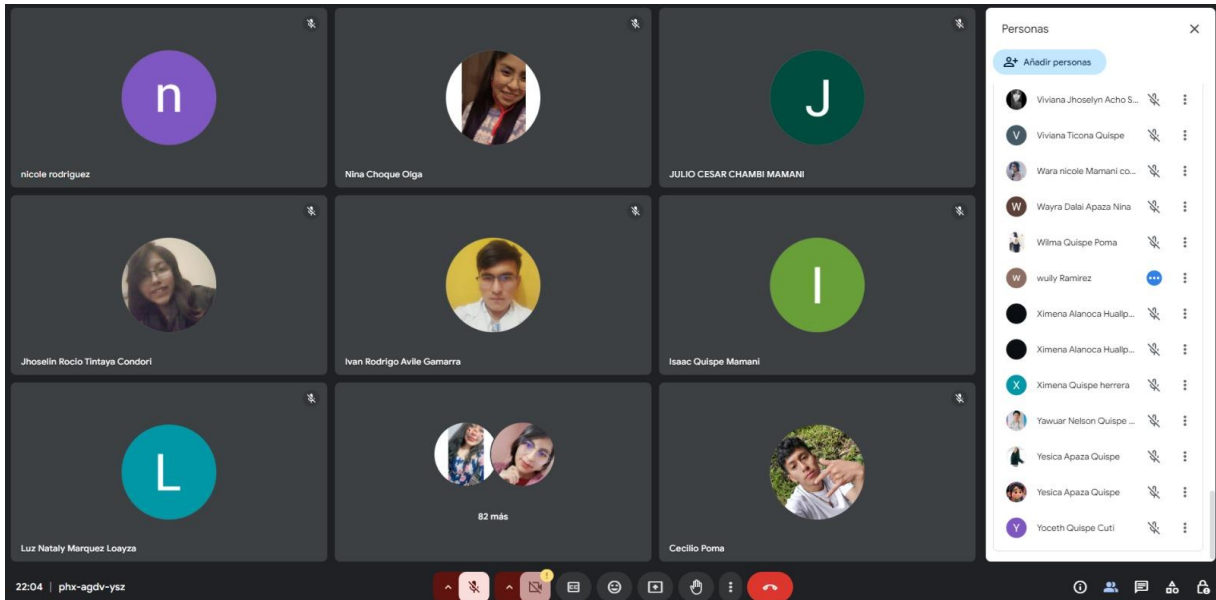 n
nicole rodriguez
Nina Choque Olga
J
JULIO CESAR CHAMBI MAMANI
Jhoselin Rocio Tintaya Condori
Ivan Rodrigo Avile Gamarra
I
Isaac Quispe Mamani
L
Luz Nataly Marquez Loayza
82 más
Cecilio Poma
Personas
Añadir personas
Viviana Jhoselyn Acho S...
V
Viviana Ticona Quispe
Wara nicole Mamani co...
W
Wayra Dalai Apaza Nina
Wilma Quispe Poma
w
wuily Ramirez
Ximena Alanoca Huallp...
Ximena Alanoca Huallp...
X
Ximena Quispe herrera
Yawuar Nelson Quispe ...
Yesica Apaza Quispe
Yesica Apaza Quispe
Y
Yoceth Quispe Cuti
22:04 | phx-agdv-ysz